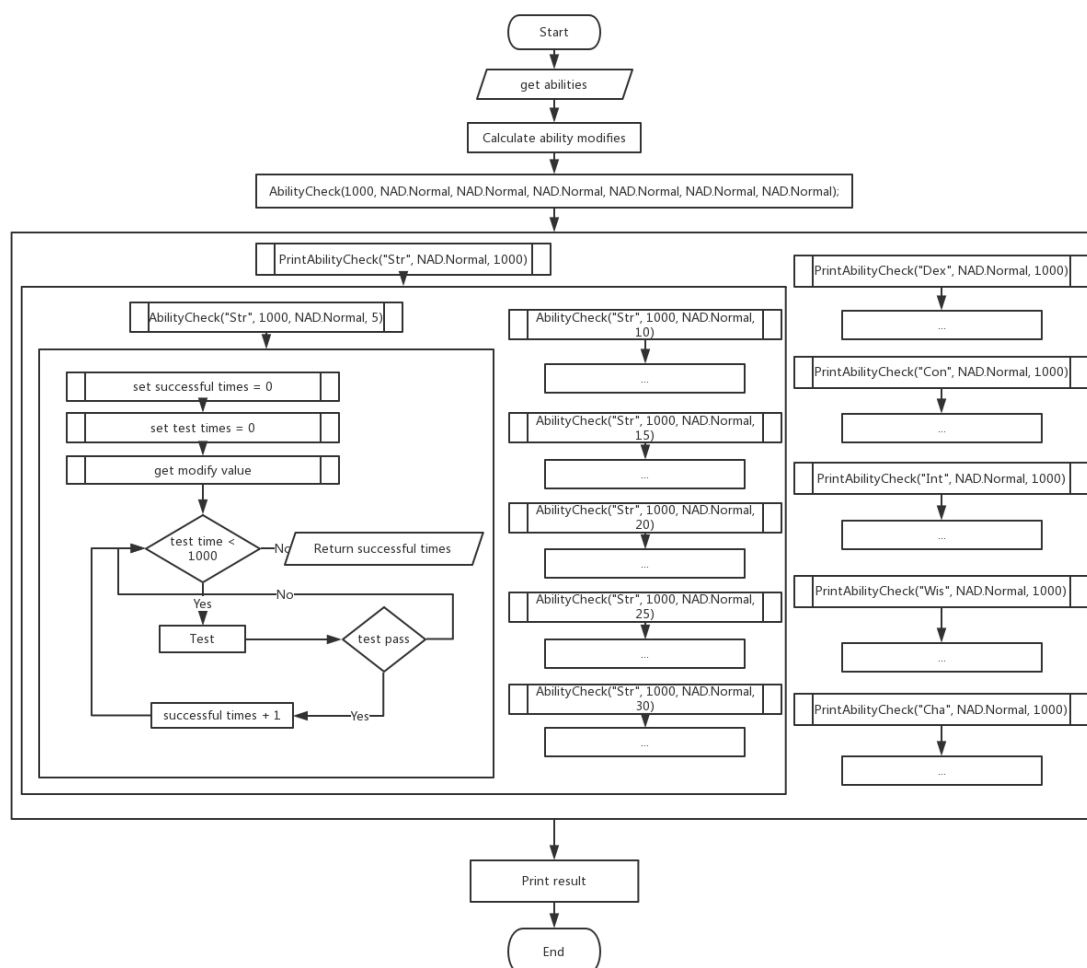 Start
get abilities
Calculate ability modifies
AbilityCheck(1000, NAD.Normal, NAD.Normal, NAD.Normal, NAD.Normal, NAD.Normal, NAD.Normal);
PrintAbilityCheck("Str", NAD.Normal, 1000)
AbilityCheck("Str", 1000, NAD.Normal, 5)
set successful times = 0
set test times = 0
get modify value
test time <
1000
No
Return successful times
Yes
No
Test
test pass
Yes
successful times + 1
AbilityCheck("Str", 1000, NAD.Normal,
10)
...
AbilityCheck("Str", 1000, NAD.Normal,
15)
...
AbilityCheck("Str", 1000, NAD.Normal,
20)
...
AbilityCheck("Str", 1000, NAD.Normal,
25)
...
AbilityCheck("Str", 1000, NAD.Normal,
30)
...
PrintAbilityCheck("Dex", NAD.Normal, 1000)
...
PrintAbilityCheck("Con", NAD.Normal, 1000)
...
PrintAbilityCheck("Int", NAD.Normal, 1000)
...
PrintAbilityCheck("Wis", NAD.Normal, 1000)
...
PrintAbilityCheck("Cha", NAD.Normal, 1000)
...
Print result
End